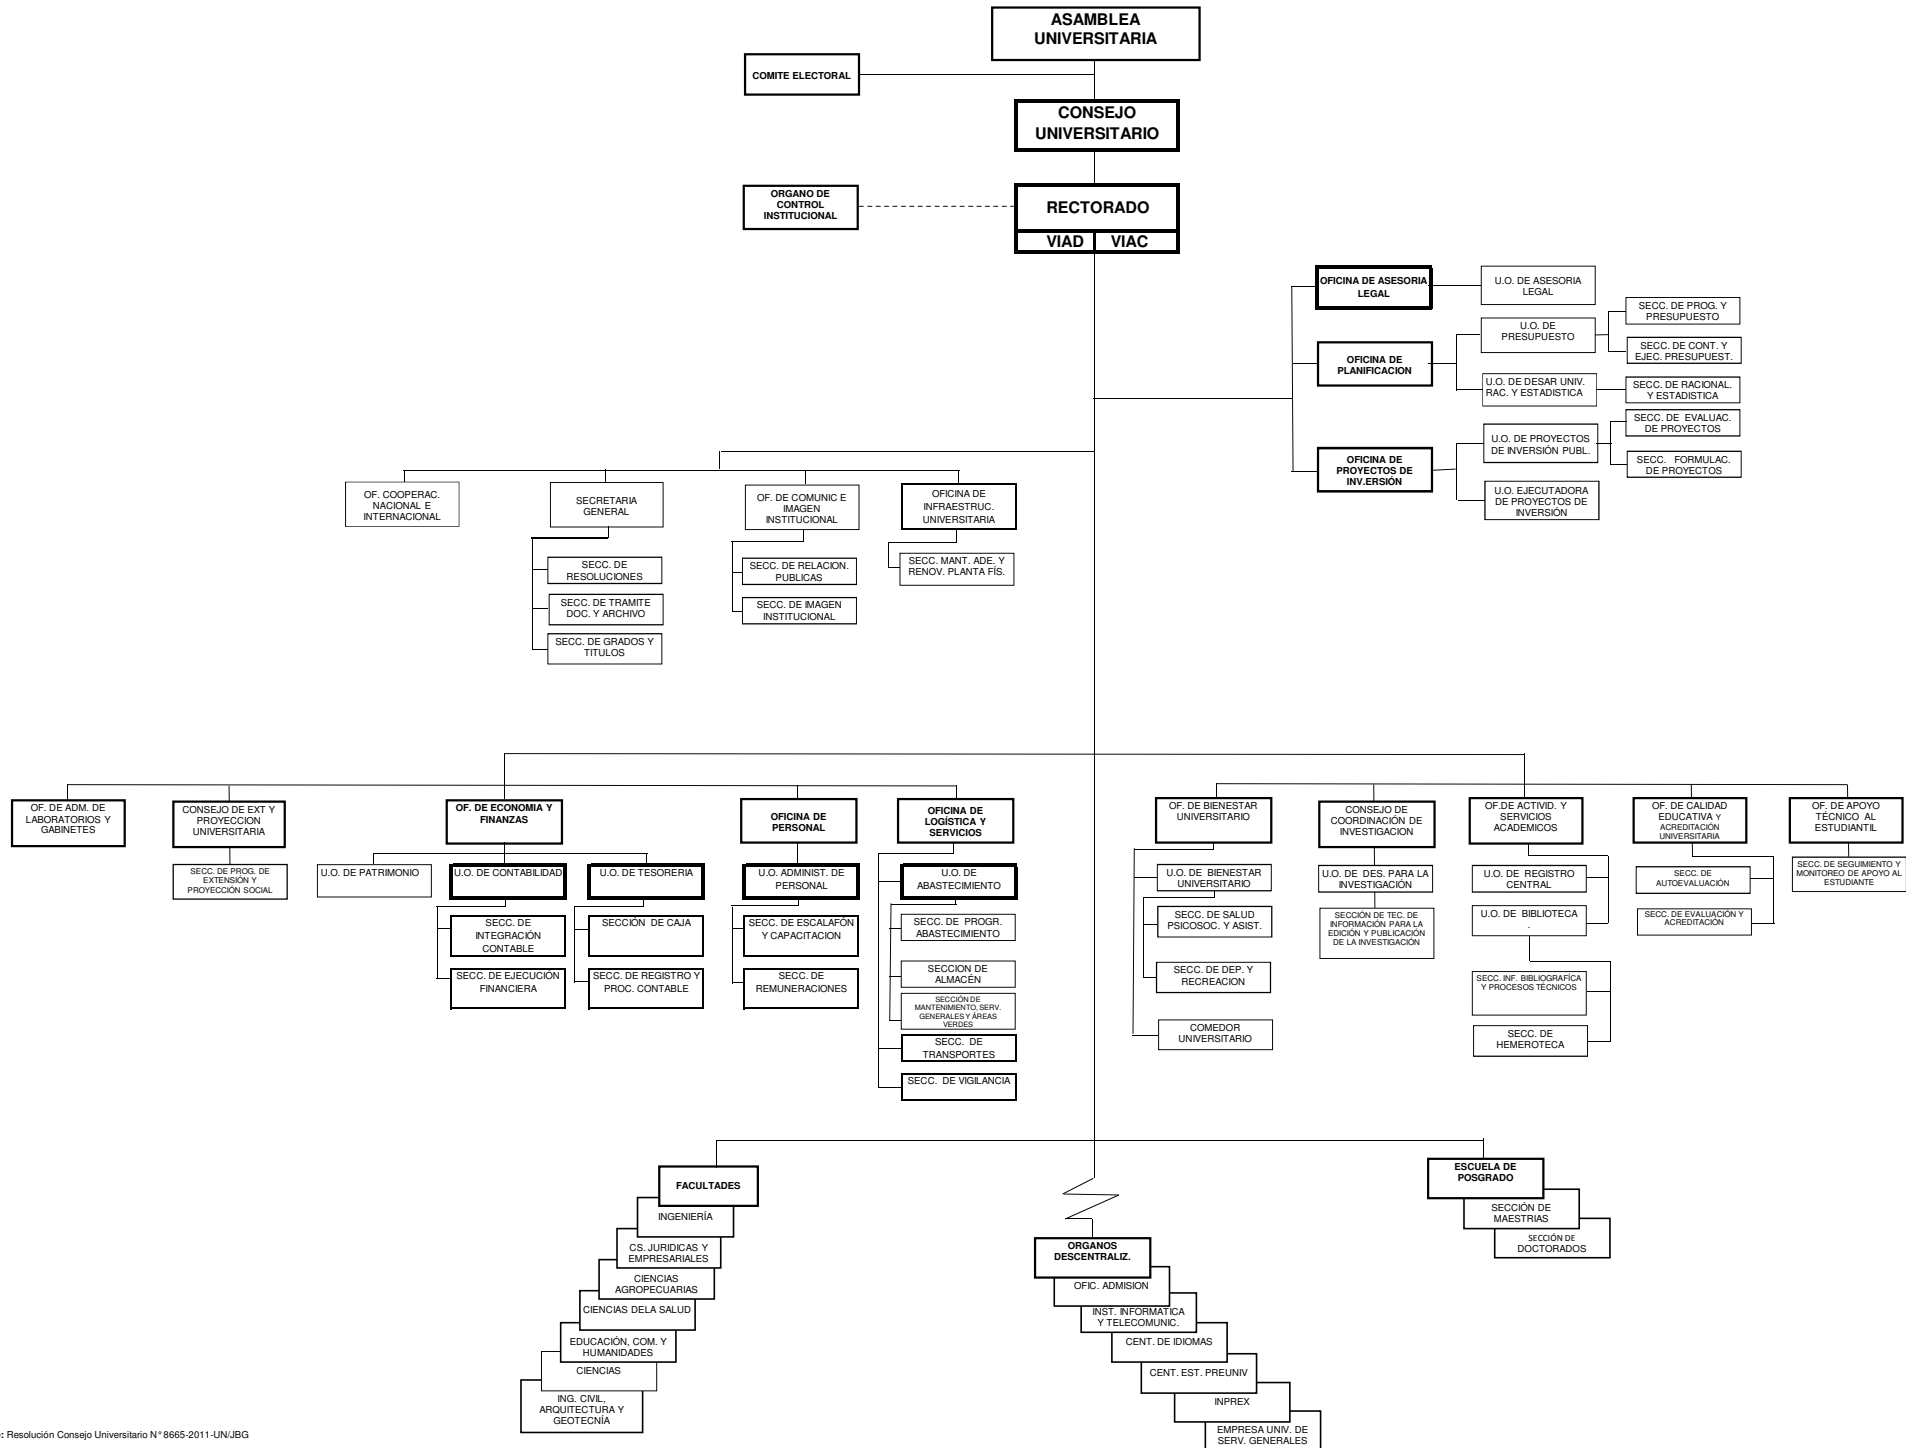 ASAMBLEA
UNIVERSITARIA
COMITE ELECTORAL
CONSEJO
UNIVERSITARIO
ORGANO DE
CONTROL
INSTITUCIONAL
RECTORADO
VIAD VIAC
OFICINA DE ASESORIA
LEGAL
U.O. DE ASESORIA
LEGAL
OFICINA DE
PLANIFICACION
U.O. DE
PRESUPUESTO
SECC. DE PROG. Y
PRESUPUESTO
SECC. DE CONT. Y
EJEC. PRESUPUEST.
U.O. DE DESAR UNIV.
RAC. Y ESTADISTICA
SECC. DE RACIONAL.
Y ESTADISTICA
OFICINA DE
PROYECTOS DE
INV.ERSIÓN
U.O. DE PROYECTOS
DE INVERSIÓN PUBL.
SECC. DE EVALUAC.
DE PROYECTOS
SECC. FORMULAC.
DE PROYECTOS
U.O. EJECUTADORA
DE PROYECTOS DE
INVERSIÓN
OF. COOPERAC.
NACIONAL E
INTERNACIONAL
SECRETARIA
GENERAL
SECC. DE
RESOLUCIONES
SECC. DE TRAMITE
DOC. Y ARCHIVO
SECC. DE GRADOS Y
TITULOS
OF. DE COMUNIC E
IMAGEN
INSTITUCIONAL
SECC. DE RELACION.
PUBLICAS
SECC. DE IMAGEN
INSTITUCIONAL
OFICINA DE
INFRAESTRUC.
UNIVERSITARIA
SECC. MANT. ADE. Y
RENOV. PLANTA FÍS.
OF. DE ADM. DE
LABORATORIOS Y
GABINETES
CONSEJO DE EXT Y
PROYECCION
UNIVERSITARIA
SECC. DE PROG. DE
EXTENSIÓN Y
PROYECCIÓN SOCIAL
OF. DE ECONOMIA Y
FINANZAS
U.O. DE PATRIMONIO
U.O. DE CONTABILIDAD
SECC. DE
INTEGRACIÓN
CONTABLE
SECC. DE EJECUCIÓN
FINANCIERA
U.O. DE TESORERIA
SECCIÓN DE CAJA
SECC. DE REGISTRO Y
PROC. CONTABLE
OFICINA DE
PERSONAL
U.O. ADMINIST. DE
PERSONAL
SECC. DE ESCALAFÓN
Y CAPACITACION
SECC. DE
REMUNERACIONES
OFICINA DE
LOGÍSTICA Y
SERVICIOS
U.O. DE
ABASTECIMIENTO
SECC. DE PROGR.
ABASTECIMIENTO
SECCION DE
ALMACÉN
SECCIÓN DE
MANTENIMIENTO, SERV.
GENERALES Y ÁREAS
VERDES
SECC. DE
TRANSPORTES
SECC. DE VIGILANCIA
OF. DE BIENESTAR
UNIVERSITARIO
U.O. DE BIENESTAR
UNIVERSITARIO
SECC. DE SALUD
PSICOSOC. Y ASIST.
SECC. DE DEP. Y
RECREACION
COMEDOR
UNIVERSITARIO
CONSEJO DE
COORDINACIÓN DE
INVESTIGACION
U.O. DE DES. PARA LA
INVESTIGACIÓN
SECCIÓN DE TEC. DE
INFORMACIÓN PARA LA
EDICIÓN Y PUBLICACIÓN
DE LA INVESTIGACIÓN
OF.DE ACTIVID. Y
SERVICIOS
ACADEMICOS
U.O. DE REGISTRO
CENTRAL
U.O. DE BIBLIOTECA
.
SECC. INF. BIBLIOGRAFÍCA
Y PROCESOS TÉCNICOS
SECC. DE
HEMEROTECA
OF. DE CALIDAD
EDUCATIVA Y
ACREDITACIÓN
UNIVERSITARIA
SECC. DE
AUTOEVALUACIÓN
SECC. DE EVALUACIÓN Y
ACREDITACIÓN
OF. DE APOYO
TÉCNICO AL
ESTUDIANTIL
SECC. DE SEGUIMIENTO Y
MONITOREO DE APOYO AL
ESTUDIANTE
FACULTADES
INGENIERÍA
CS. JURIDICAS Y
EMPRESARIALES
CIENCIAS
AGROPECUARIAS
CIENCIAS DELA SALUD
EDUCACIÓN, COM. Y
HUMANIDADES
CIENCIAS
ING. CIVIL,
ARQUITECTURA Y
GEOTECNÍA
ORGANOS
DESCENTRALIZ.
OFIC. ADMISION
INST. INFORMATICA
Y TELECOMUNIC.
CENT. DE IDIOMAS
CENT. EST. PREUNIV
INPREX
EMPRESA UNIV. DE
SERV. GENERALES
ESCUELA DE
POSGRADO
SECCIÓN DE
MAESTRIAS
SECCIÓN DE
DOCTORADOS
: Resolución Consejo Universitario N° 8665-2011-UN/JBG